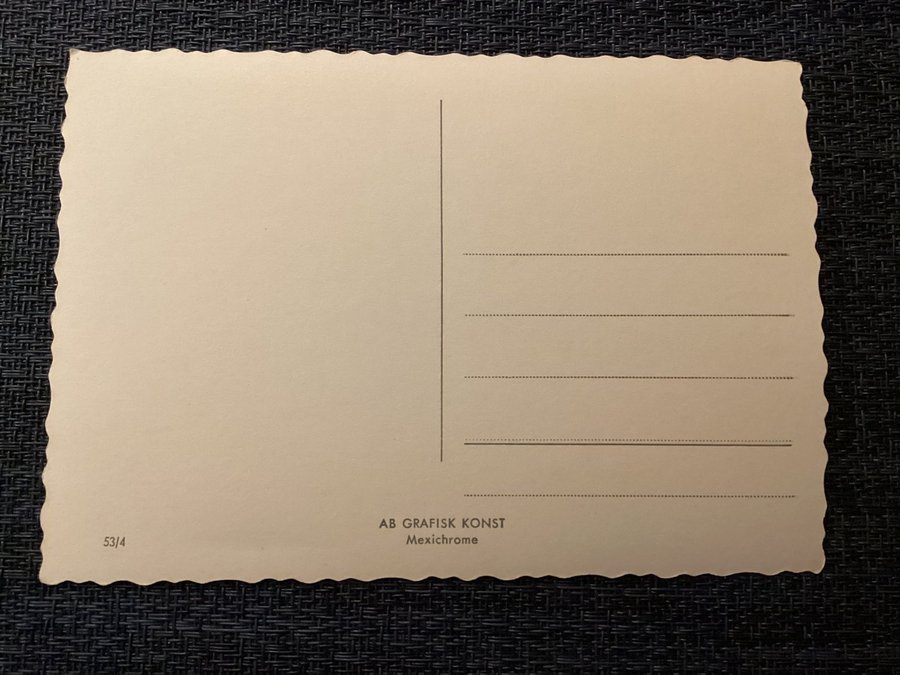 AB GRAFISK KONST
Mexichrome
53/4